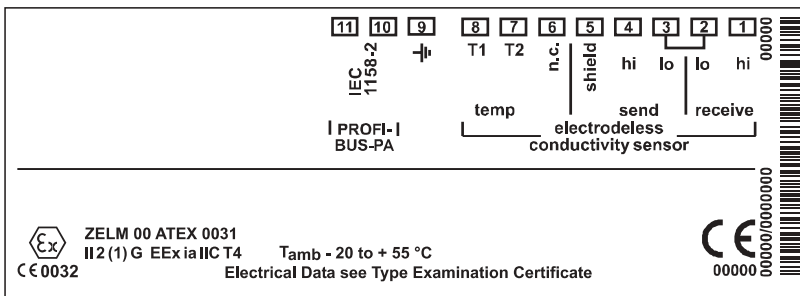 11 10 9 8 7 6 5 4 3 2 1
T1 T2 n.c. shield hi lo lo hi
IEC
1158-2
temp send receive
PROFI-
BUS-PA
electrodeless
conductivity sensor
00000
00000/0000000
ZELM 00 ATEX 0031
II 2 (1) G EEx ia IIC T4
Tamb - 20 to + 55 °C
Ex
CE 0032
Electrical Data see Type Examination Certificate
CE
00000